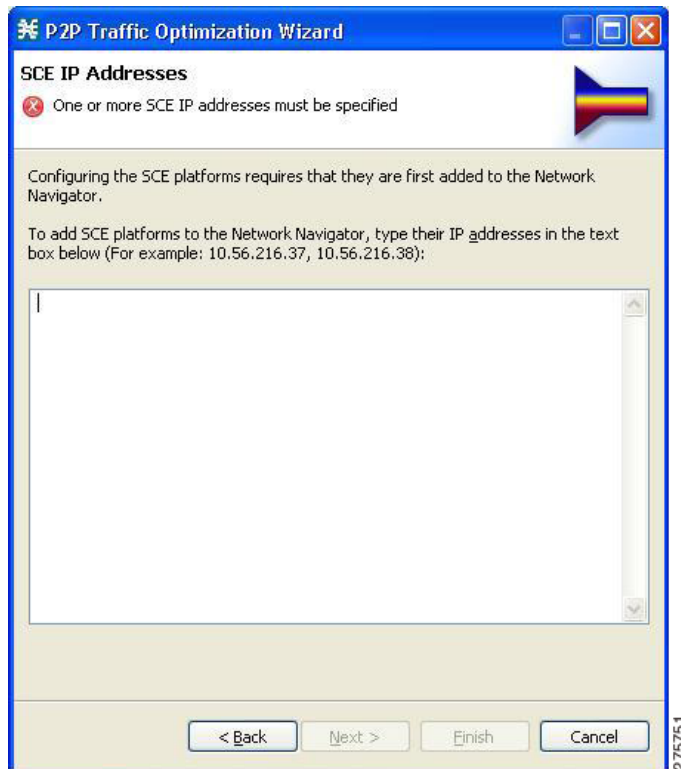 P2P Traffic Optimization Wizard
SCE IP Addresses
One or more SCE IP addresses must be specified
Configuring the SCE platforms requires that they are first added to the Network
Navigator.
To add SCE platforms to the Network Navigator, type their IP addresses in the text
box below (For example: 10.56.216.37, 10.56.216.38):
< Back
Next >
Finish
Cancel
275751